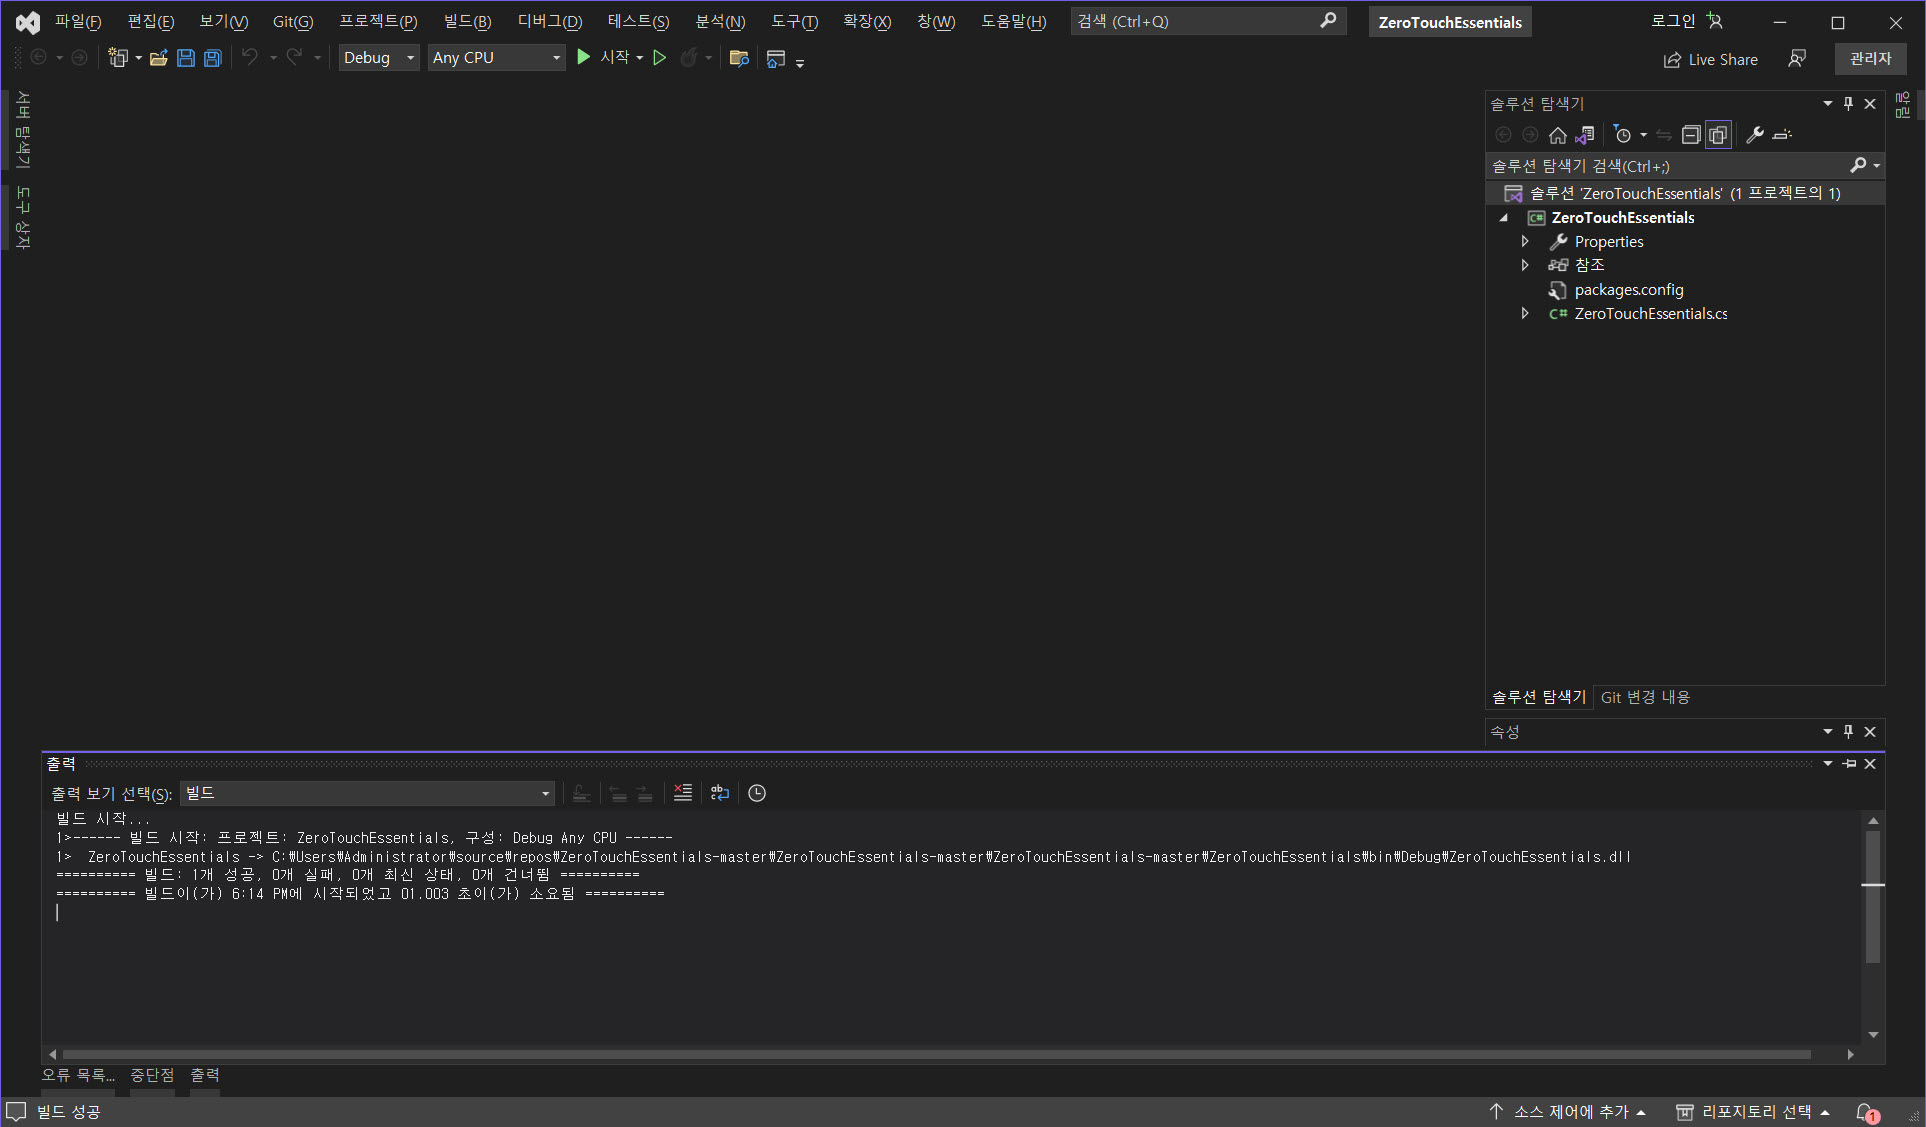 파일(F) 편집(E) 보기(V) Git(G) 프로젝트(P) 빌드(B) 디버그(D) 테스트(S) 분석(N) 도구(T) 확장(X) 창(W) 도움말(H) 검색 (Ctrl+Q) ZeroTouchEssentials 로그인
Debug Any CPU 시작 Live Share 관리자
서버 탐색기
도구 상자
솔루션 탐색기
알림
솔루션 탐색기 검색(Ctrl+;)
솔루션 'ZeroTouchEssentials' (1 프로젝트의 1)
C# ZeroTouchEssentials
Properties
참조
packages.config
C# ZeroTouchEssentials.cs
솔루션 탐색기 Git 변경 내용
속성
출력
출력 보기 선택(S): 빌드
빌드 시작...
1>------ 빌드 시작: 프로젝트: ZeroTouchEssentials, 구성: Debug Any CPU ------
1>  ZeroTouchEssentials -> C:₩Users₩Administrator₩source₩repos₩ZeroTouchEssentials-master₩ZeroTouchEssentials-master₩ZeroTouchEssentials-master₩ZeroTouchEssentials₩bin₩Debug₩ZeroTouchEssentials.dll
========== 빌드: 1개 성공, 0개 실패, 0개 최신 상태, 0개 건너뜀 ==========
========== 빌드이(가) 6:14 PM에 시작되었고 01.003 초이(가) 소요됨 ==========
오류 목록... 중단점 출력
빌드 성공 소스 제어에 추가 리포지토리 선택 1